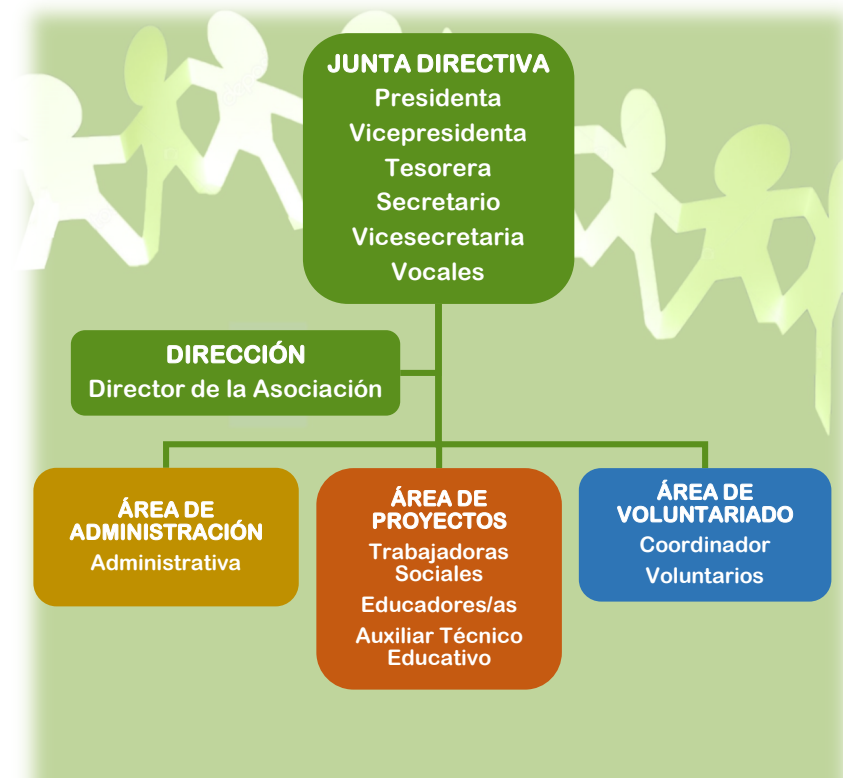 JUNTA DIRECTIVA
Presidenta
Vicepresidenta
Tesorera
Secretario
Vicesecretaria
Vocales
DIRECCIÓN
Director de la Asociación
ÁREA DE
ADMINISTRACIÓN
Administrativa
ÁREA DE
PROYECTOS
Trabajadoras
Sociales
Educadores/as
Auxiliar Técnico
Educativo
ÁREA DE
VOLUNTARIADO
Coordinador
Voluntarios